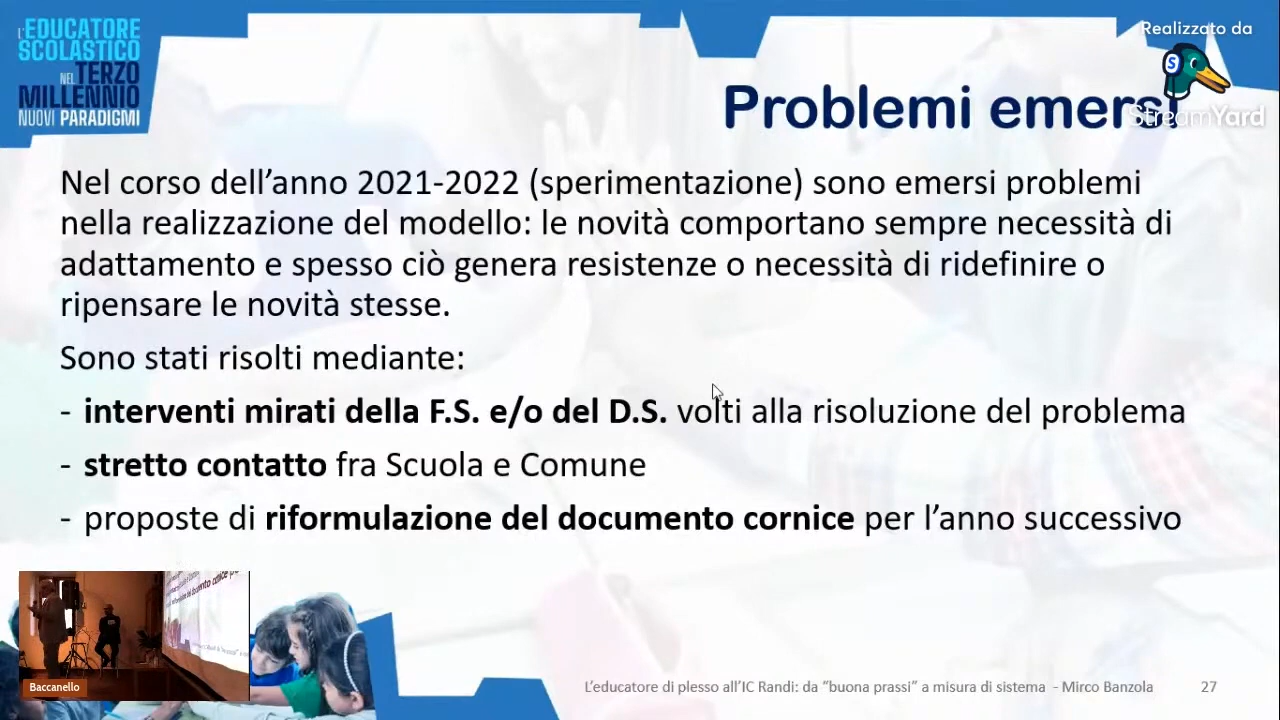 L'EDUCATORE
SCOLASTICO
NEL TERZO
MILLENNIO
NUOVI PARADIGMI
Realizzato da
StreamYard
Problemi emersi
Nel corso dell'anno 2021-2022 (sperimentazione) sono emersi problemi
nella realizzazione del modello: le novità comportano sempre necessità di
adattamento e spesso ciò genera resistenze o necessità di ridefinire o
ripensare le novità stesse.
Sono stati risolti mediante:
- interventi mirati della F.S. e/o del D.S. volti alla risoluzione del problema
- stretto contatto fra Scuola e Comune
- proposte di riformulazione del documento cornice per l'anno successivo
Baccanello
L'educatore di plesso all'IC Randi: da “buona prassi” a misura di sistema - Mirco Banzola 27